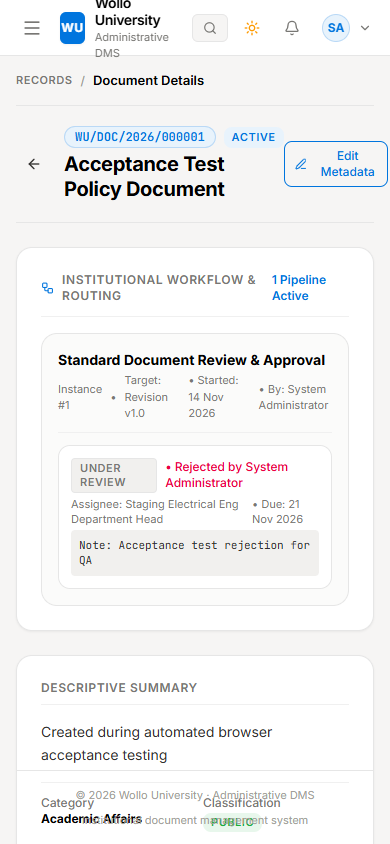 Wollo
University
Administrative
DMS
WU
SA
RECORDS / Document Details
WU/DOC/2026/000001 ACTIVE
Acceptance Test
Policy Document
Edit
Metadata
INSTITUTIONAL WORKFLOW &
ROUTING
1 Pipeline
Active
Standard Document Review & Approval
Instance
#1
• Target:
Revision
v1.0
• Started:
14 Nov
2026
• By: System
Administrator
UNDER
REVIEW
• Rejected by System
Administrator
Assignee: Staging Electrical Eng
Department Head
• Due: 21
Nov 2026
Note: Acceptance test rejection for
QA
DESCRIPTIVE SUMMARY
Created during automated browser
acceptance testing
© 2026 Wollo University · Administrative DMS
Category
Classification
Academic Affairs
PUBLIC
document management system